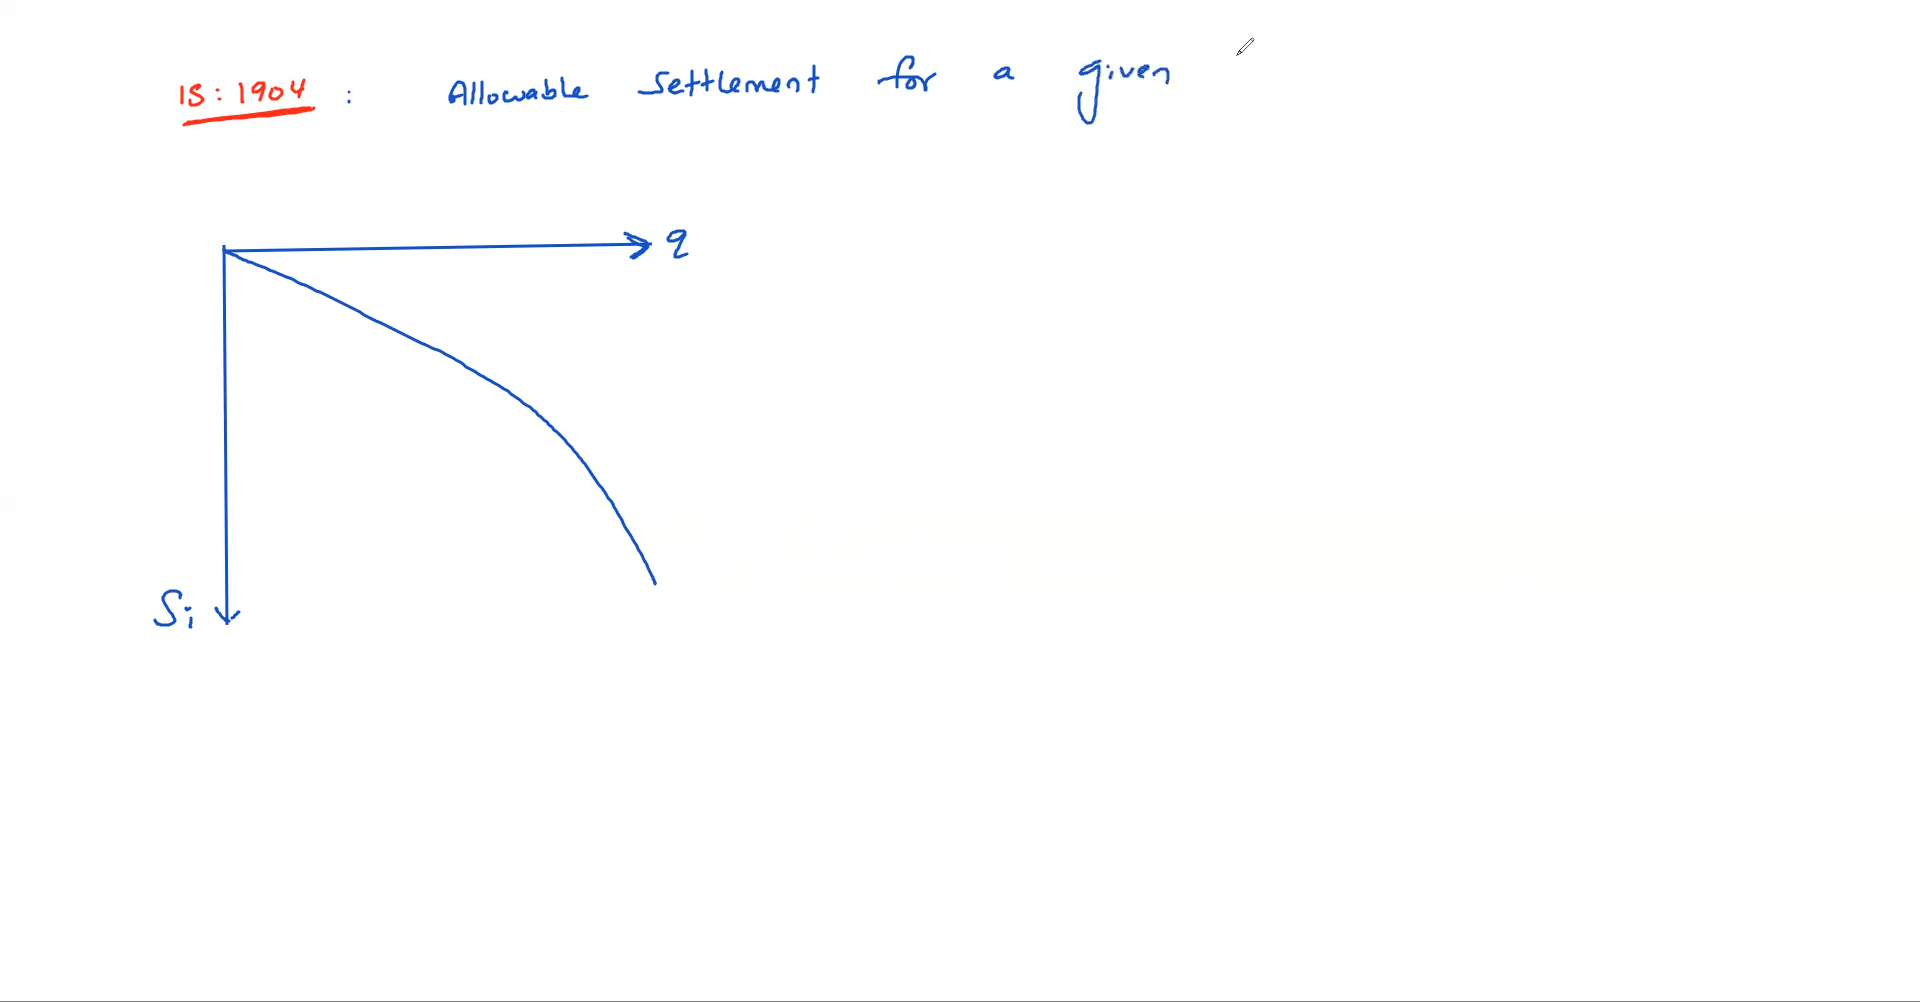 IS : 1904 : Allowable Settlement for a given
q
Si